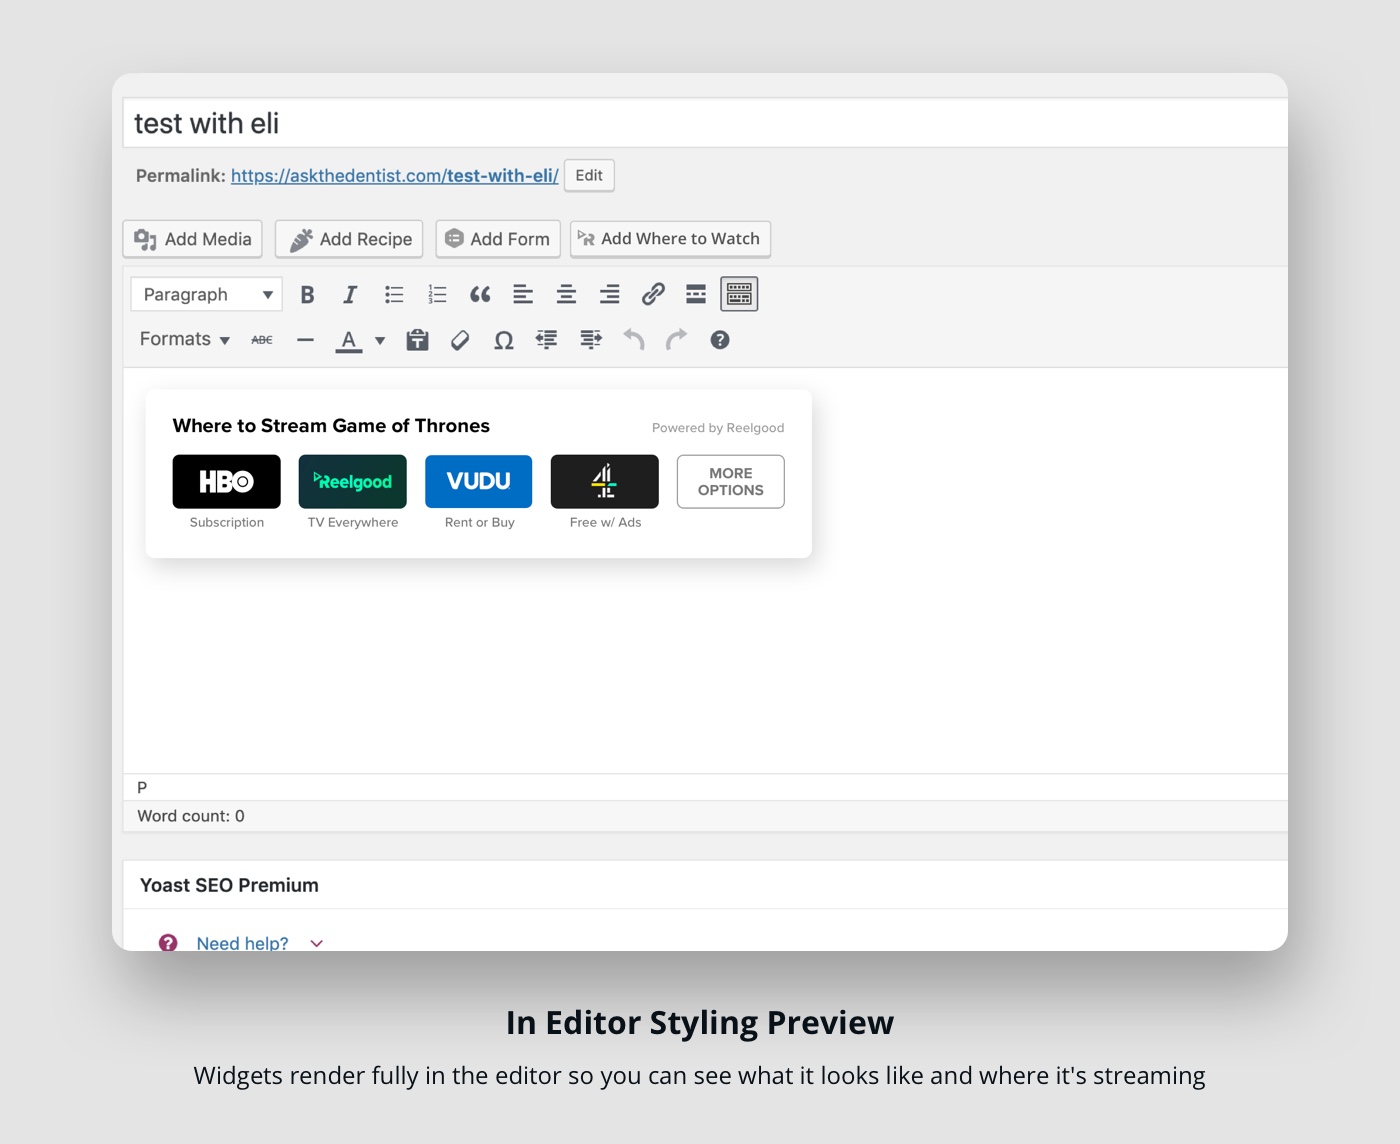 test with eli
Permalink: https://askthedentist.com/test-with-eli/ Edit
Add Media Add Recipe Add Form Add Where to Watch
Paragraph B I
Formats ABC A Ω
Where to Stream Game of Thrones Powered by Reelgood
HBO Reelgood VUDU 4 MORE
OPTIONS
Subscription TV Everywhere Rent or Buy Free w/ Ads
P
Word count: 0
Yoast SEO Premium
? Need help?
In Editor Styling Preview
Widgets render fully in the editor so you can see what it looks like and where it's streaming